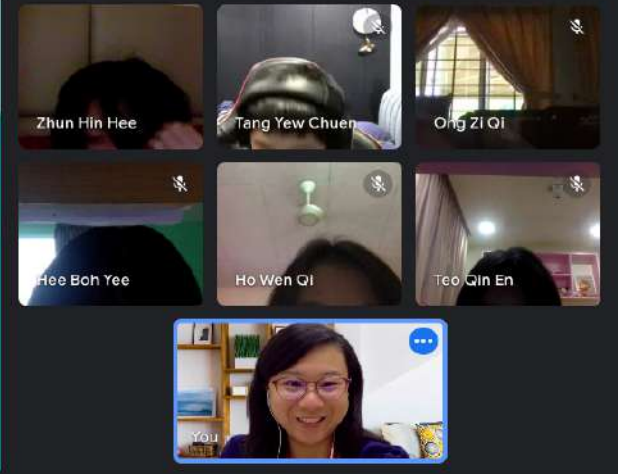 Zhun Hin Hee
Tang Yew Chuen
Ong Zi Qi
Hee Boh Yee
Ho Wen Qi
Teo Qin En
You